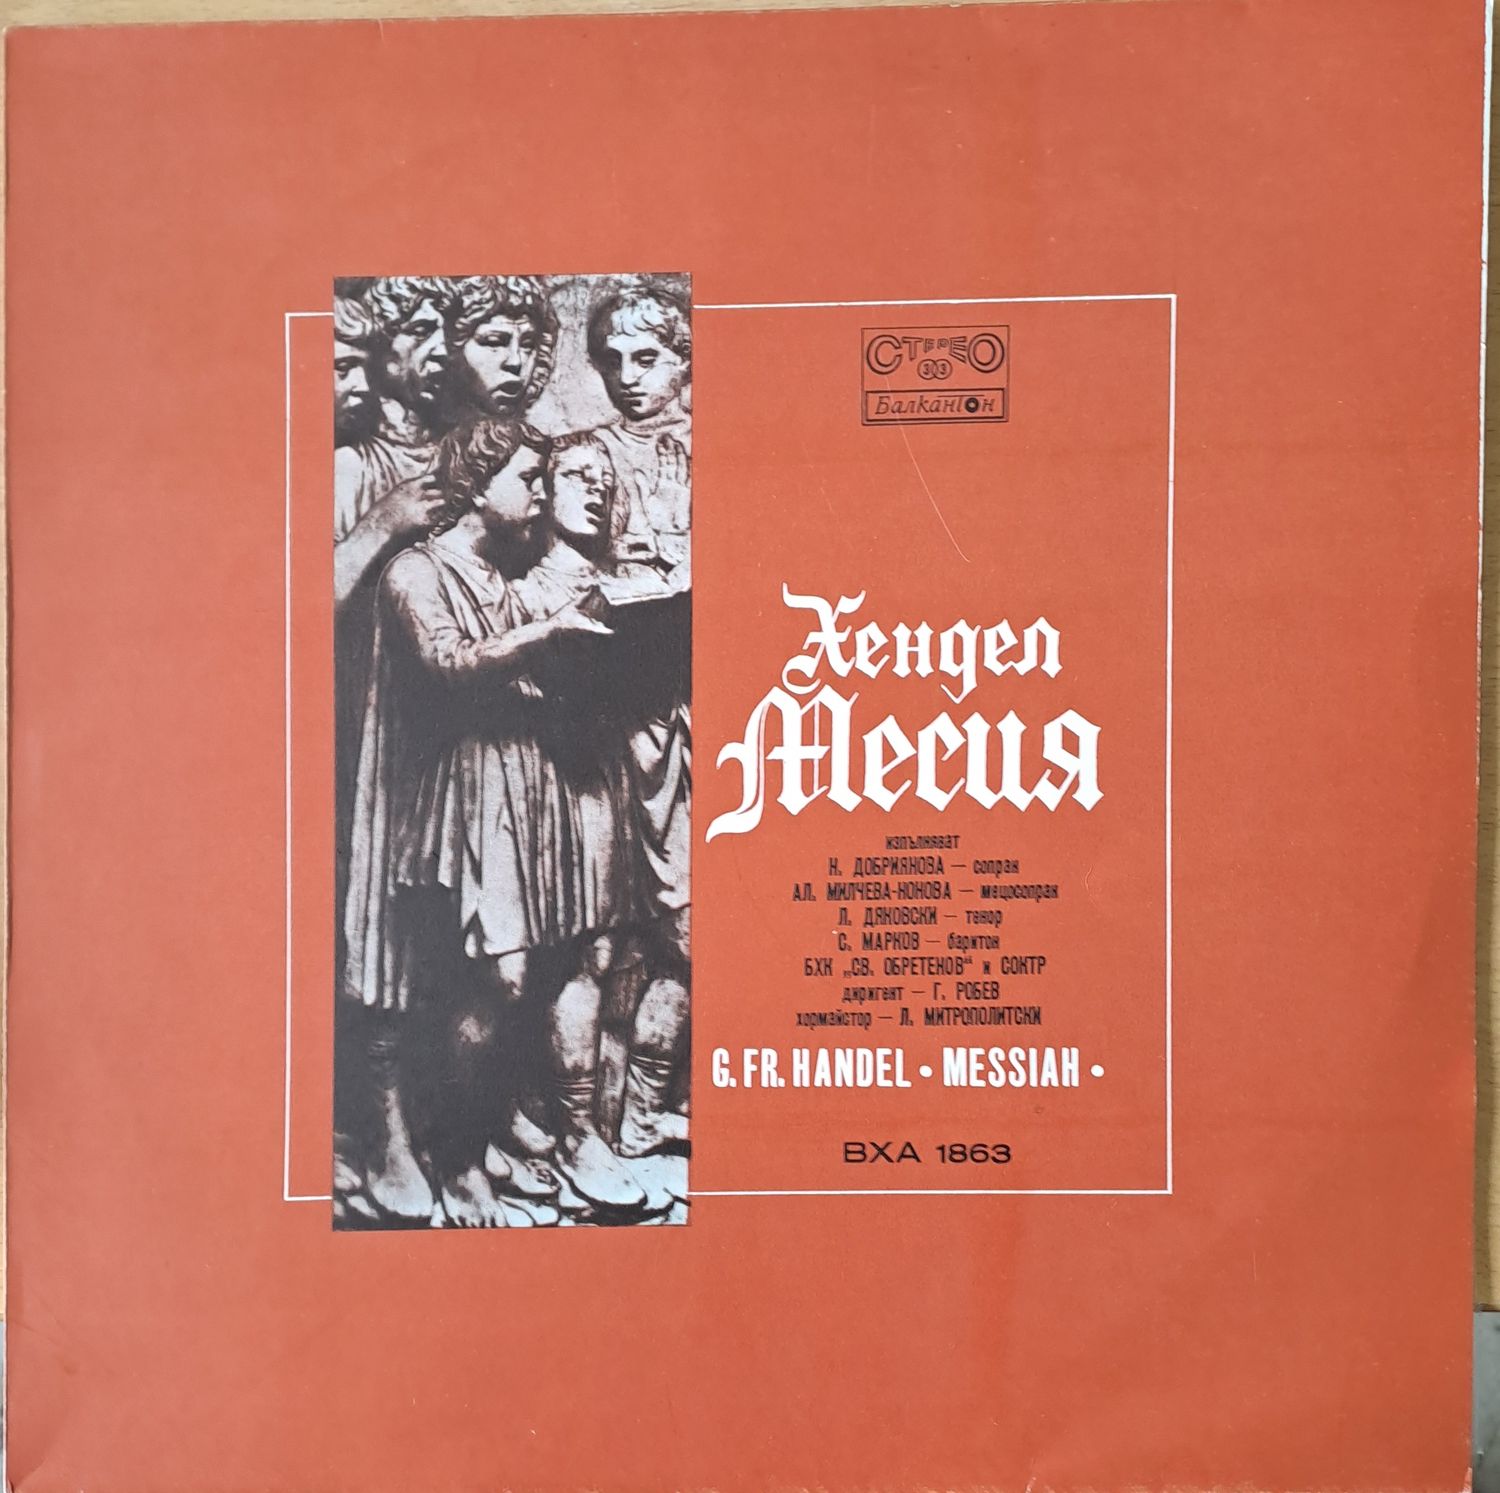 СТЕРЕО
33
Балкантон
Хендел
Месия
изпълняват
Н. ДОБРИЯНОВА — сопран
АЛ. МИЛЧЕВА-НОНОВА — мецосопран
Л. ДЯКОВСКИ — тенор
С. МАРКОВ — баритон
БХК „СВ. ОБРЕТЕНОВ“ и СОКТР
диригент — Г. РОБЕВ
хормайстор — Л. МИТРОПОЛИТСКИ
G. FR. HANDEL • MESSIAH •
ВХА 1863